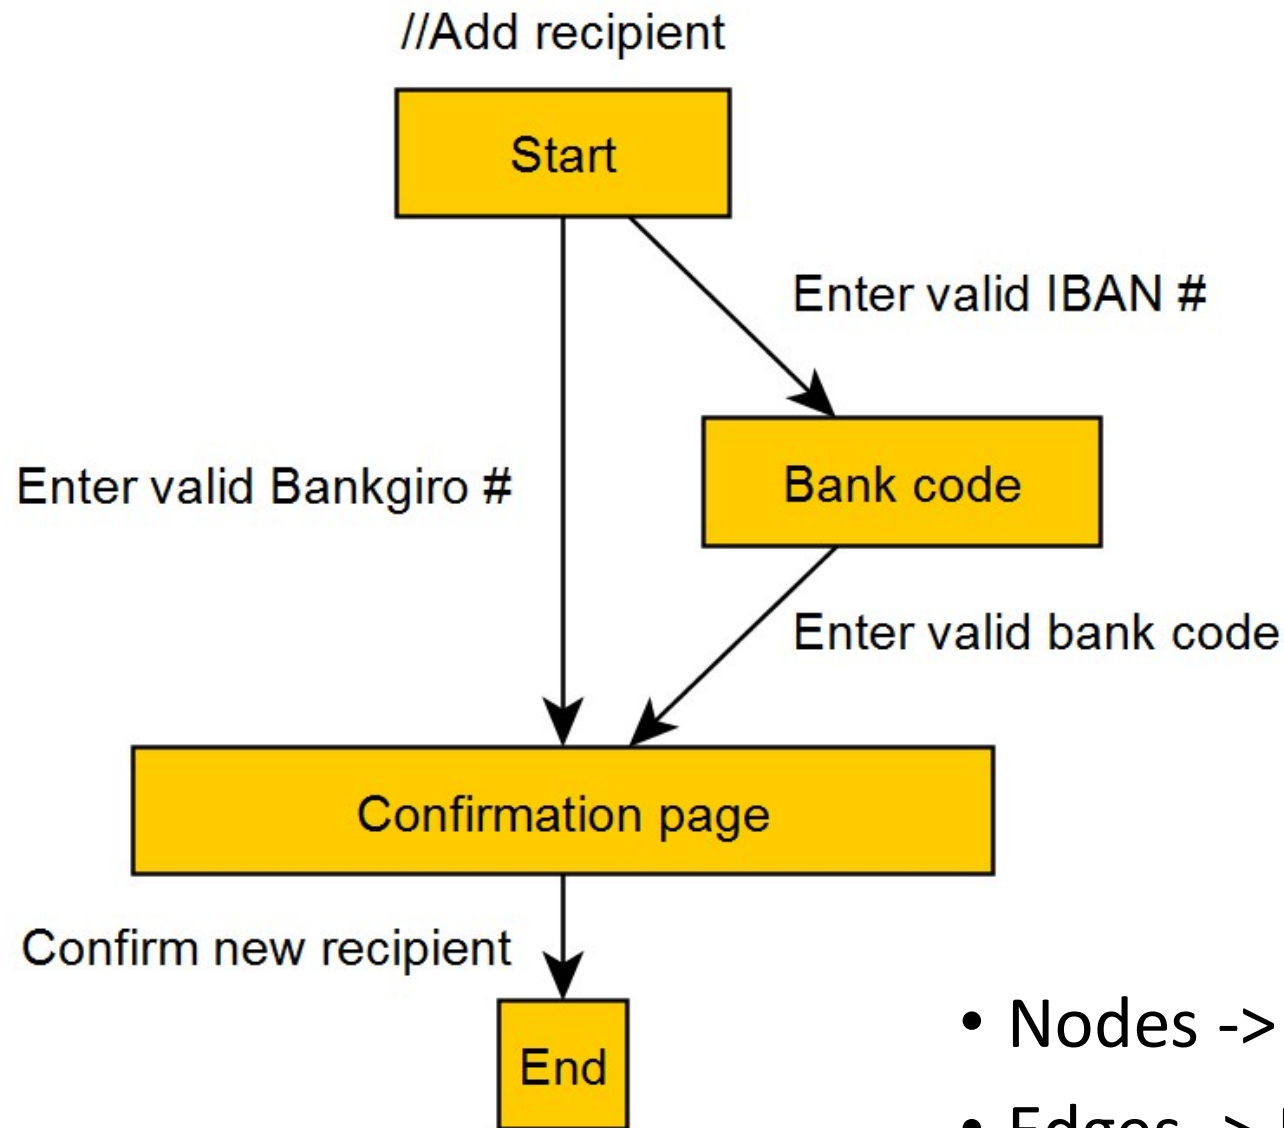 //Add recipient
Start
Enter valid IBAN #
Enter valid Bankgiro #
Bank code
Enter valid bank code
Confirmation page
Confirm new recipient
End
• Nodes ->
• Edges ->